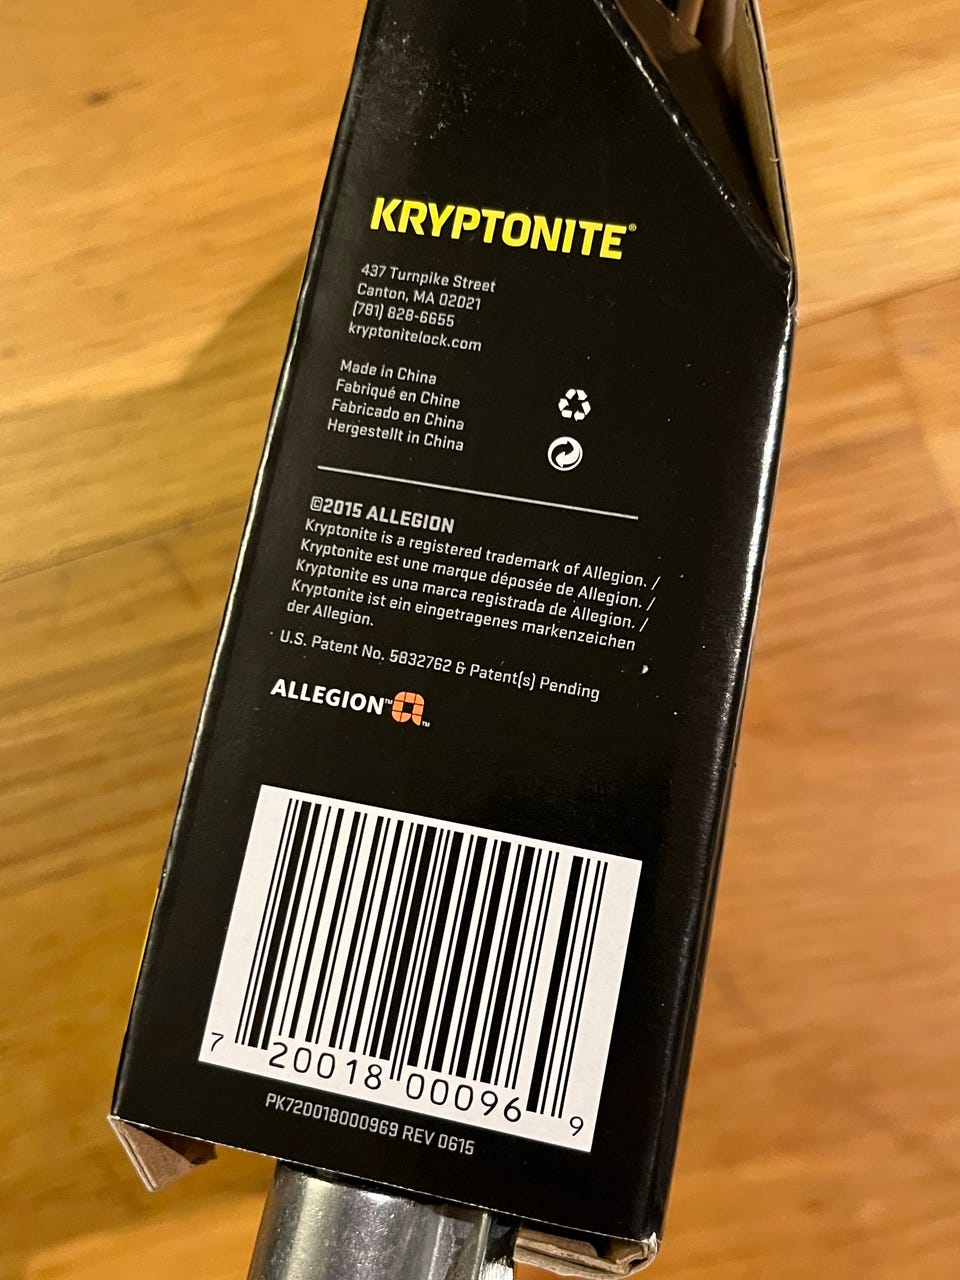 KRYPTONITE®
437 Turnpike Street
Canton, MA 02021
(781) 828-6655
kryptonitelock.com
Made in China
Fabriqué en Chine
Fabricado en China
Hergestellt in China
©2015 ALLEGION
Kryptonite is a registered trademark of Allegion. /
Kryptonite est une marque déposée de Allegion. /
Kryptonite es una marca registrada de Allegion. /
Kryptonite ist ein eingetragenes markenzeichen
der Allegion.
U.S. Patent No. 5832762 & Patent(s) Pending
ALLEGION™ ™
7 20018 00096 9
PK720018000969 REV 0615